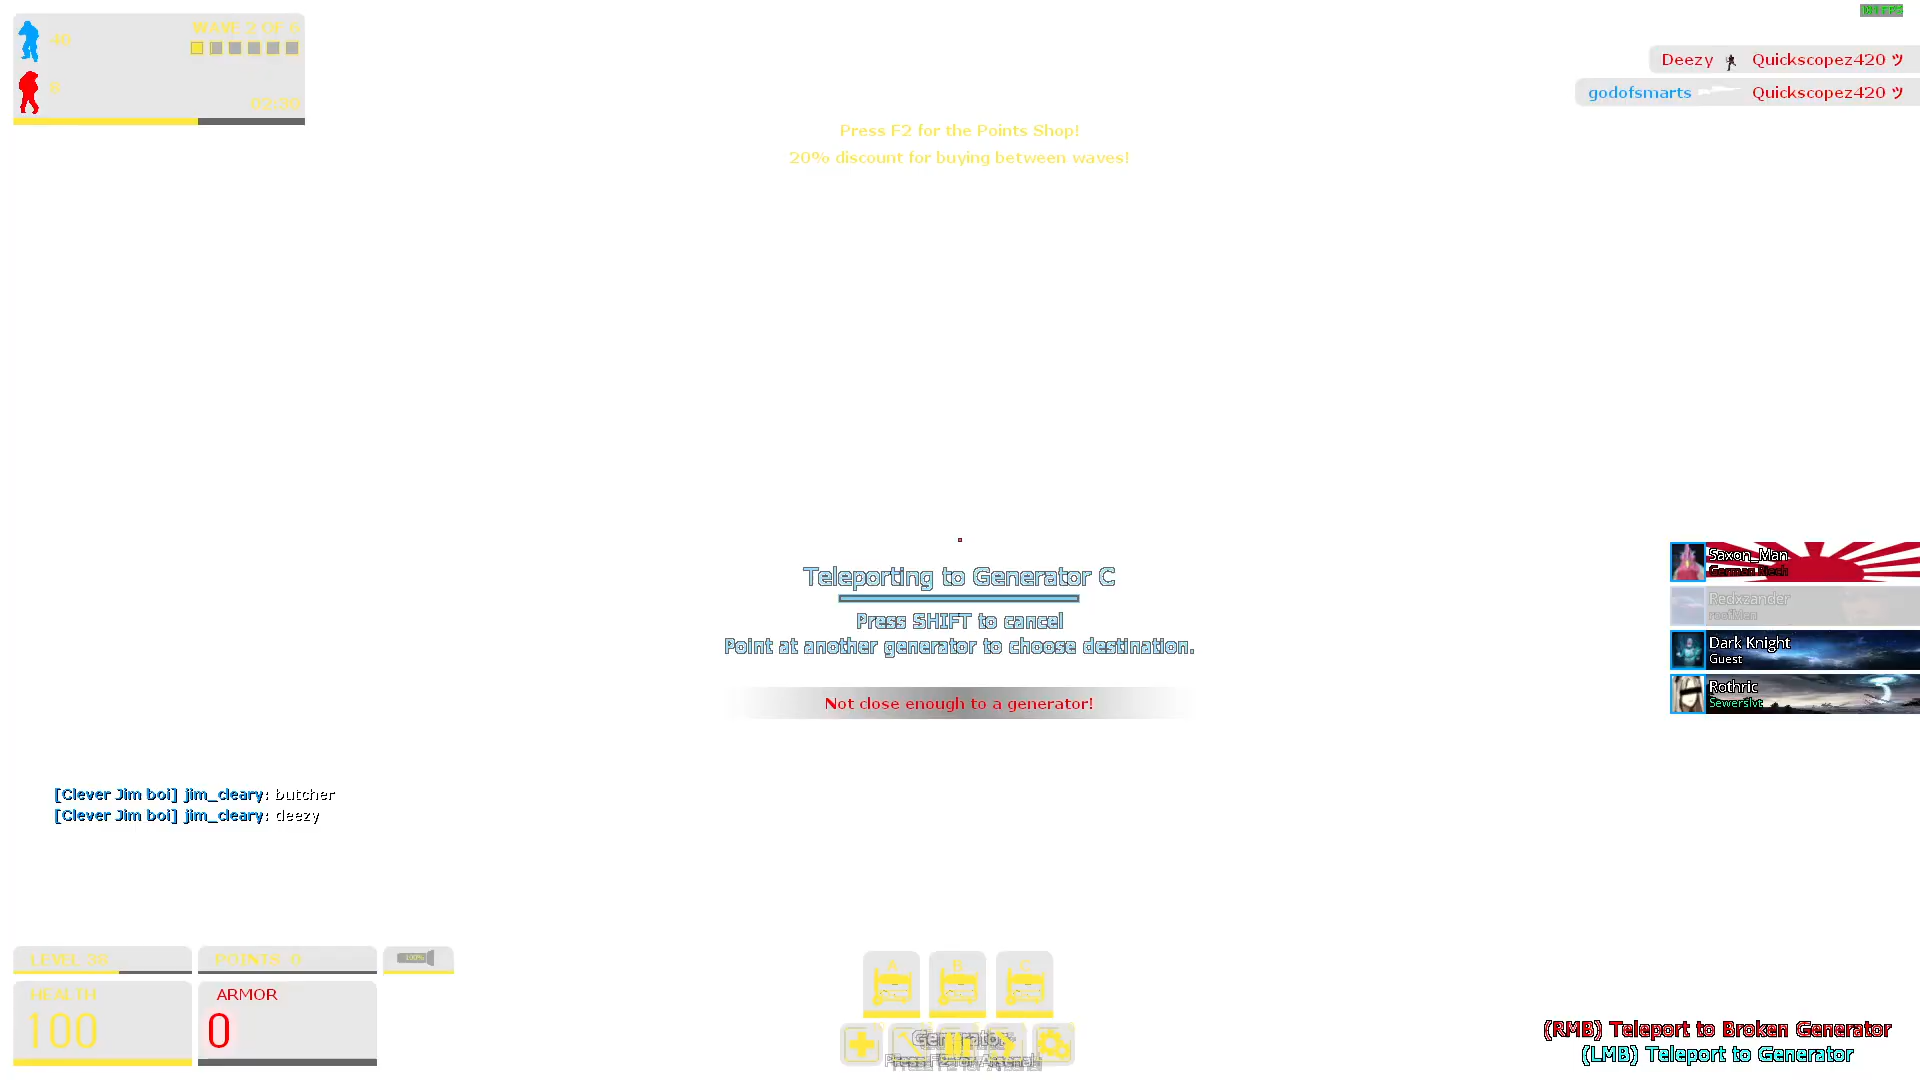 WAVE 2 OF 6
40
6
02:30
Deezy Quickscopez420 ツ
godofsmarts Quickscopez420 ツ
Press F2 for the Points Shop!
20% discount for buying between waves!
Teleporting to Generator C
Press SHIFT to cancel
Point at another generator to choose destination.
Not close enough to a generator!
Saxon_Man
Redxzander
Dark Knight
Guest
Rothric
Sewerslvt
[Clever Jim boi] jim_cleary: butcher
[Clever Jim boi] jim_cleary: deezy
LEVEL 38
POINTS 0
100%
HEALTH
100
ARMOR
0
A B C
Generator
(RMB) Teleport to Broken Generator
(LMB) Teleport to Generator